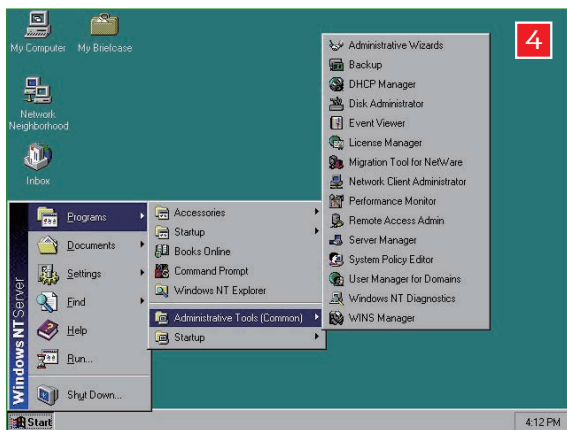 4
My Computer
My Briefcase
Network
Neighborhood
Inbox
Windows NT Server
Programs
Documents
Settings
Find
Help
Run...
Shut Down...
Accessories
Startup
Books Online
Command Prompt
Windows NT Explorer
Administrative Tools (Common)
Startup
Administrative Wizards
Backup
DHCP Manager
Disk Administrator
Event Viewer
License Manager
Migration Tool for NetWare
Network Client Administrator
Performance Monitor
Remote Access Admin
Server Manager
System Policy Editor
User Manager for Domains
Windows NT Diagnostics
WINS Manager
Start
4:12 PM